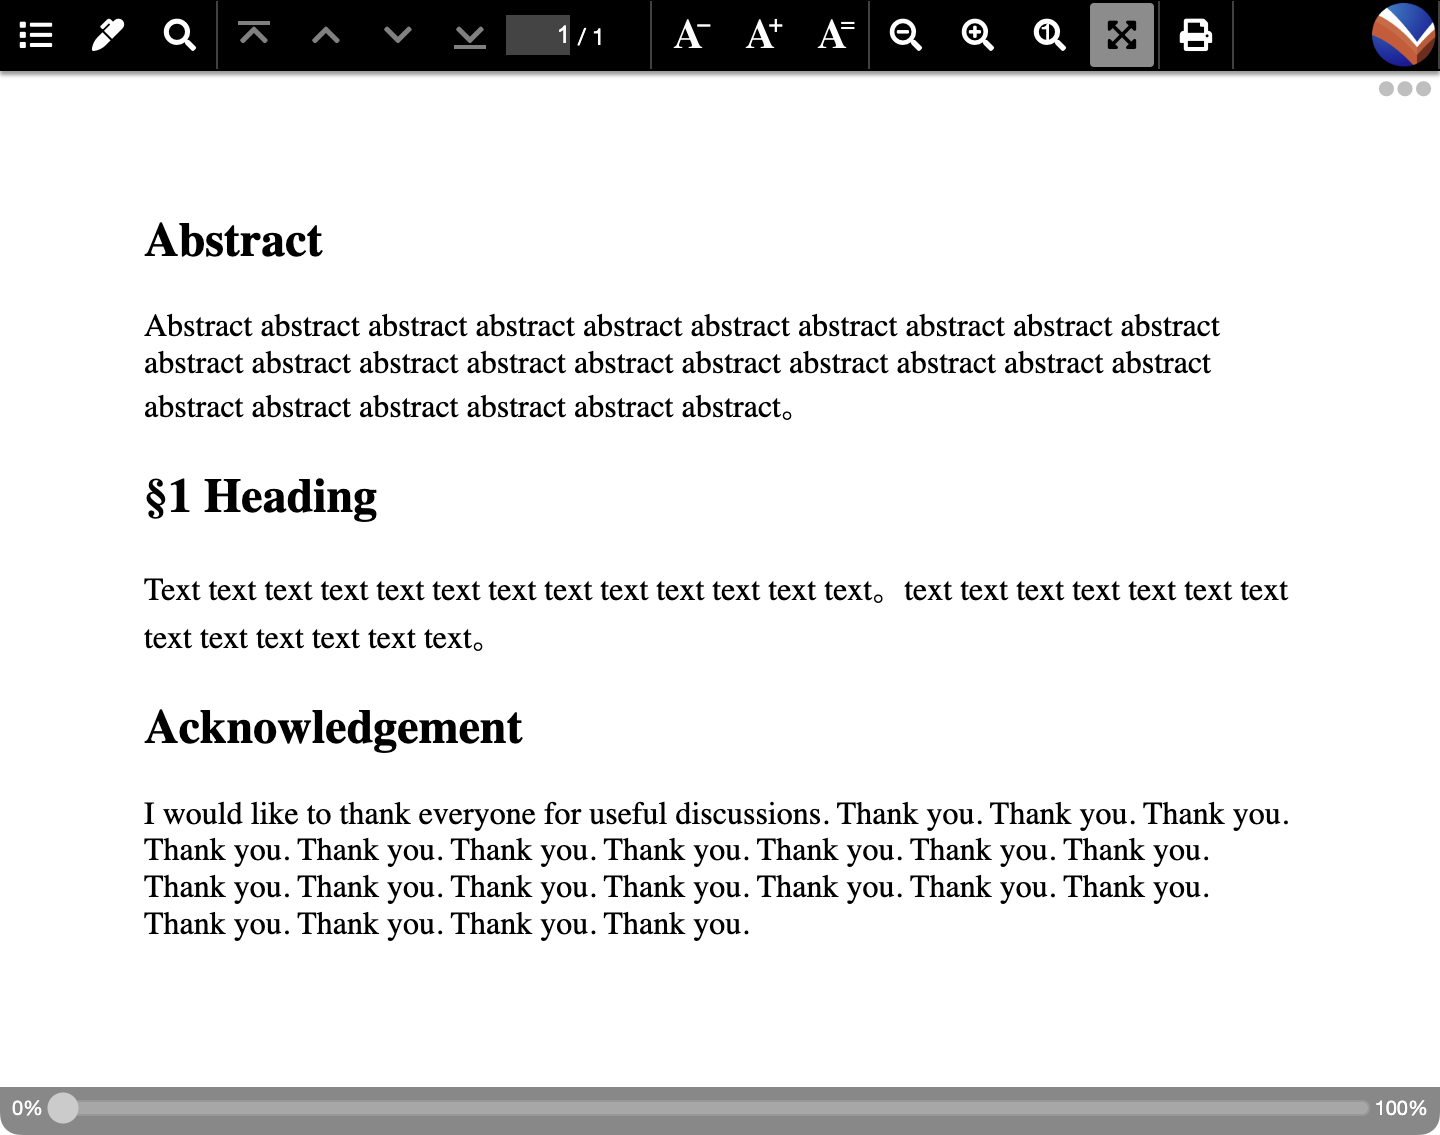 1 / 1 A− A+ A=
Abstract
Abstract abstract abstract abstract abstract abstract abstract abstract abstract abstract
abstract abstract abstract abstract abstract abstract abstract abstract abstract abstract
abstract abstract abstract abstract abstract abstract。
§1 Heading
Text text text text text text text text text text text text text。text text text text text text text
text text text text text text。
Acknowledgement
I would like to thank everyone for useful discussions. Thank you. Thank you. Thank you.
Thank you. Thank you. Thank you. Thank you. Thank you. Thank you. Thank you.
Thank you. Thank you. Thank you. Thank you. Thank you. Thank you. Thank you.
Thank you. Thank you. Thank you. Thank you.
0% 100%